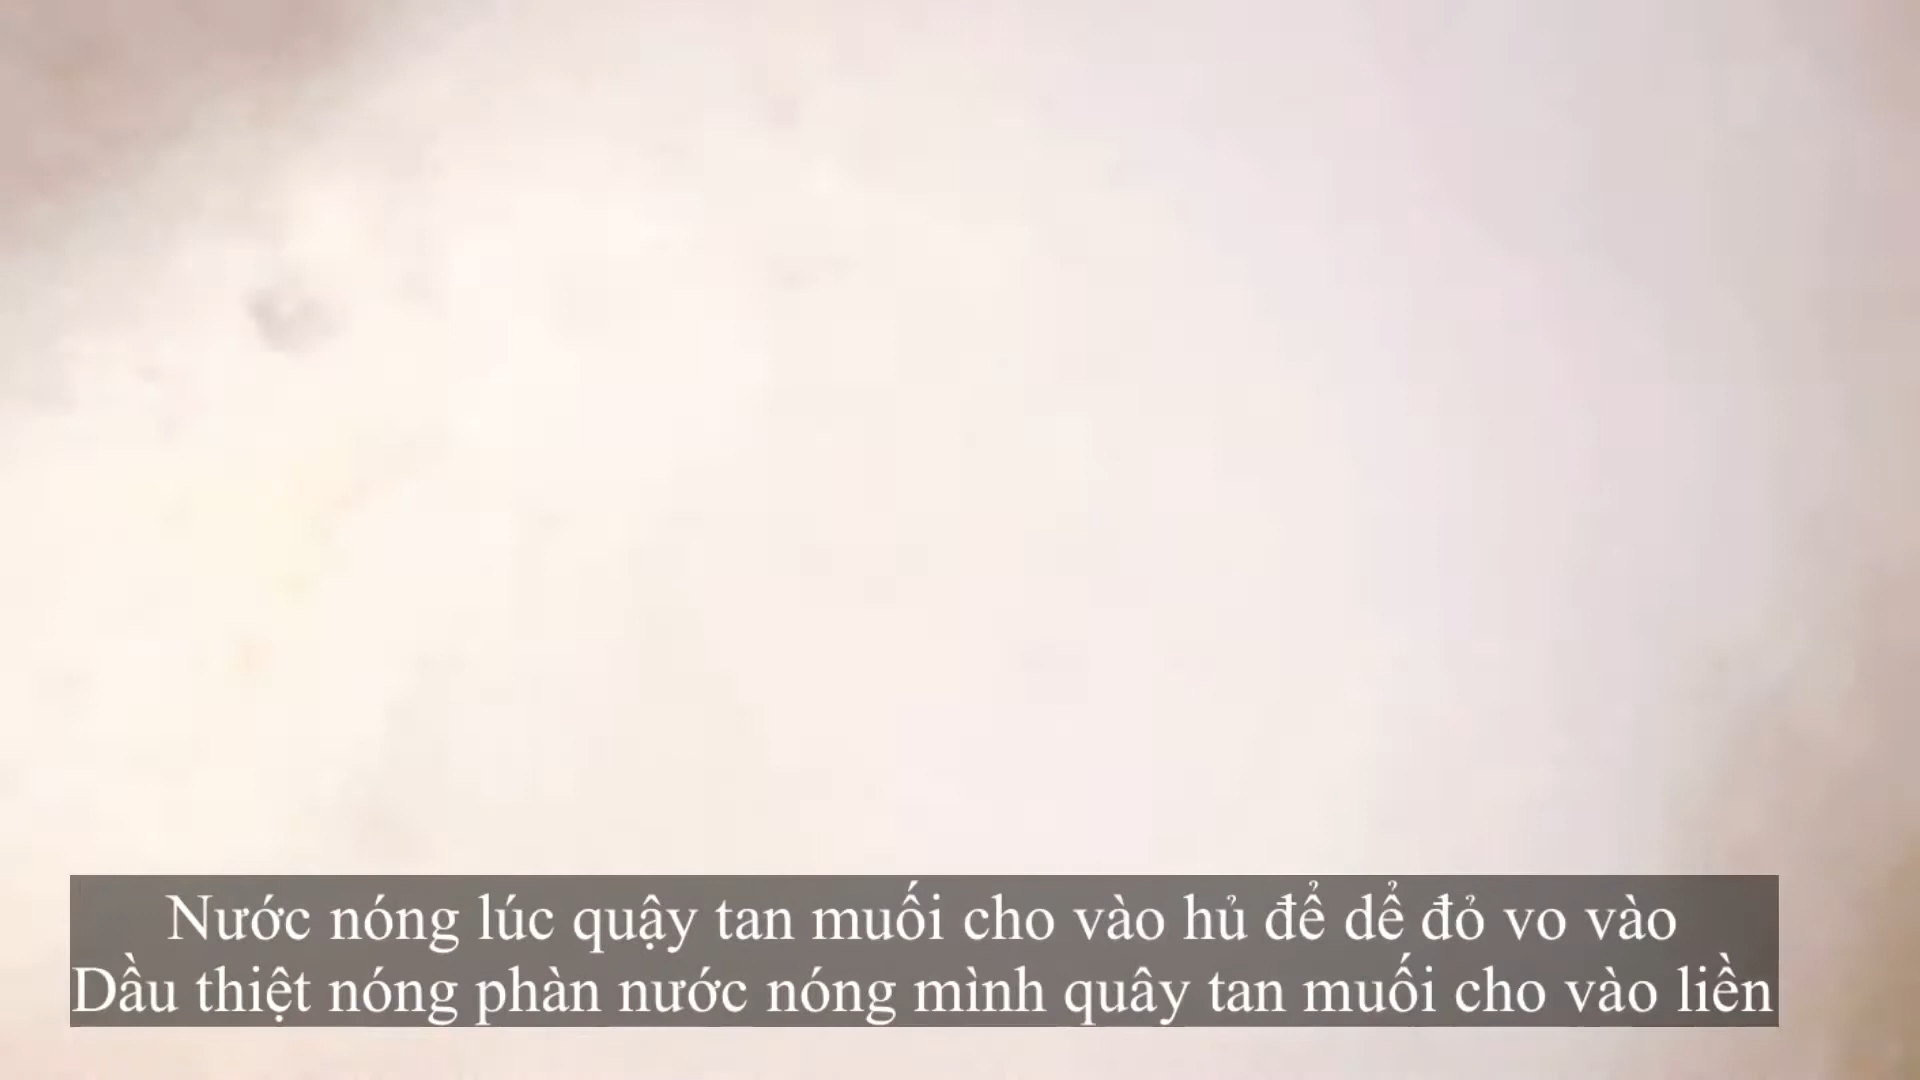 Nước nóng lúc quậy tan muối cho vào hủ để dể đỏ vo vào
Dầu thiệt nóng phàn nước nóng mình quây tan muối cho vào liền